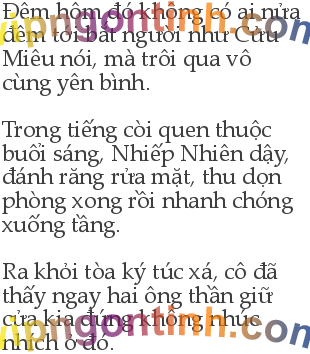 Đêm hôm đó không có ai nửa
đêm tới bắt người như Cửu
Miêu nói, mà trôi qua vô
cùng yên bình.
Trong tiếng còi quen thuộc
buổi sáng, Nhiếp Nhiên dậy,
đánh răng rửa mặt, thu dọn
phòng xong rồi nhanh chóng
xuống tầng.
Ra khỏi tòa ký túc xá, cô đã
thấy ngay hai ông thần giữ
cửa kia đúng không nhúc
nhích ở đó.
vipngontinh.com
vipngontinh.com